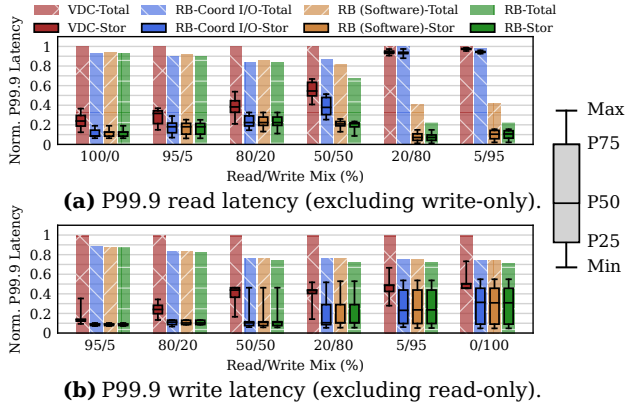 VDC-Total RB-Coord I/O-Total RB (Software)-Total RB-Total
VDC-Stor RB-Coord I/O-Stor RB (Software)-Stor RB-Stor
Norm. P99.9 Latency
1
0.8
0.6
0.4
0.2
0
100/0 95/5 80/20 50/50 20/80 5/95
Read/Write Mix (%)
(a) P99.9 read latency (excluding write-only).
Norm. P99.9 Latency
1
0.8
0.6
0.4
0.2
0
95/5 80/20 50/50 20/80 5/95 0/100
Read/Write Mix (%)
(b) P99.9 write latency (excluding read-only).
Max
P75
P50
P25
Min